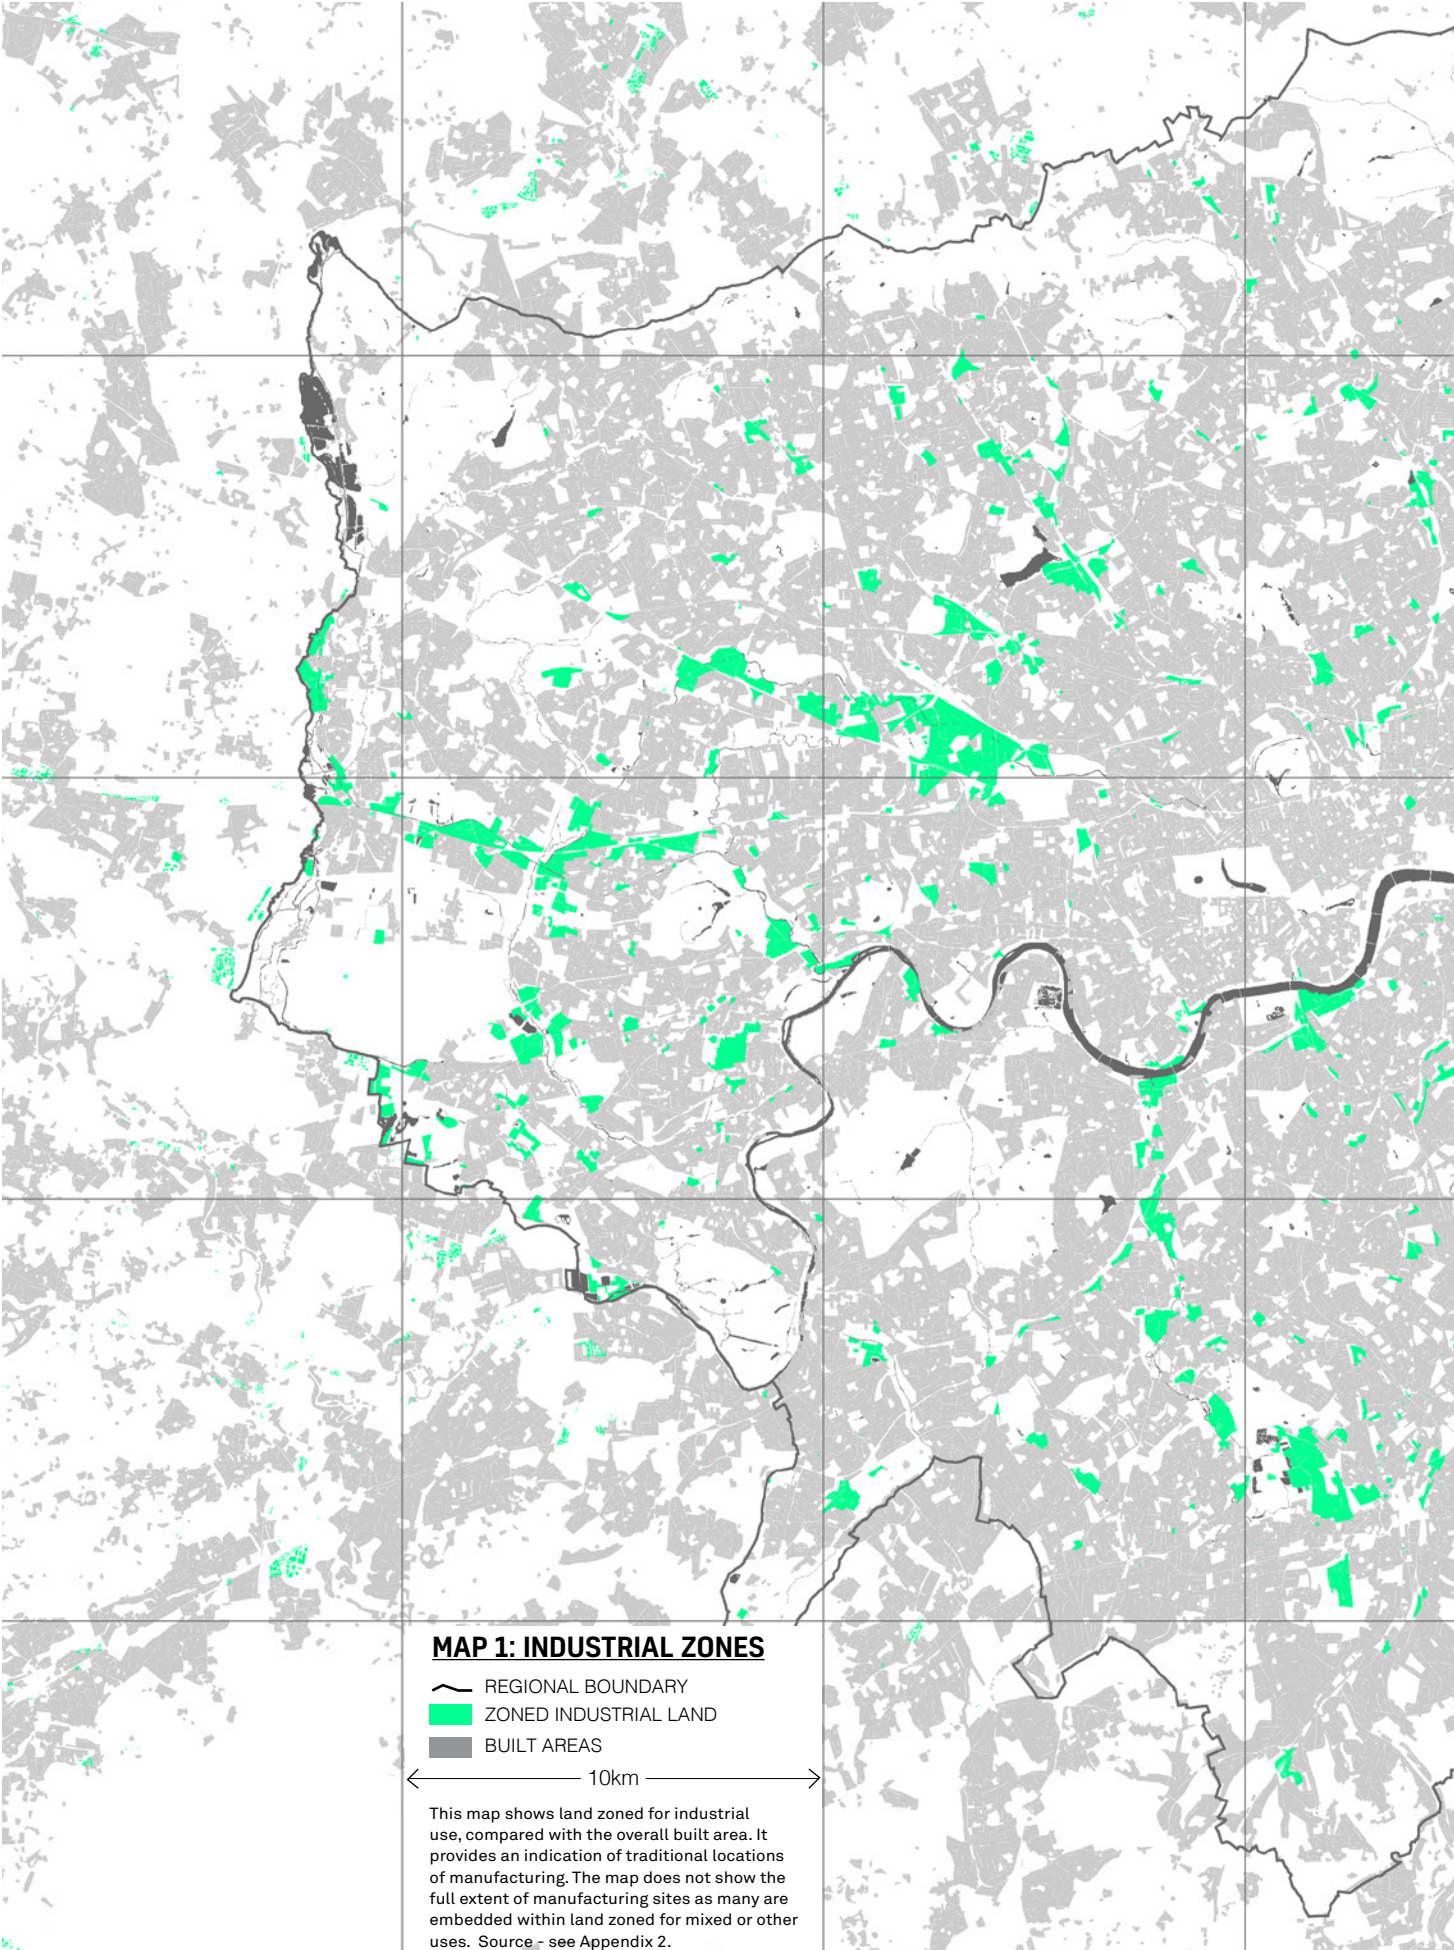 MAP 1: INDUSTRIAL ZONES
REGIONAL BOUNDARY
ZONED INDUSTRIAL LAND
BUILT AREAS
10km
This map shows land zoned for industrial
use, compared with the overall built area. It
provides an indication of traditional locations
of manufacturing. The map does not show the
full extent of manufacturing sites as many are
embedded within land zoned for mixed or other
uses. Source - see Appendix 2.